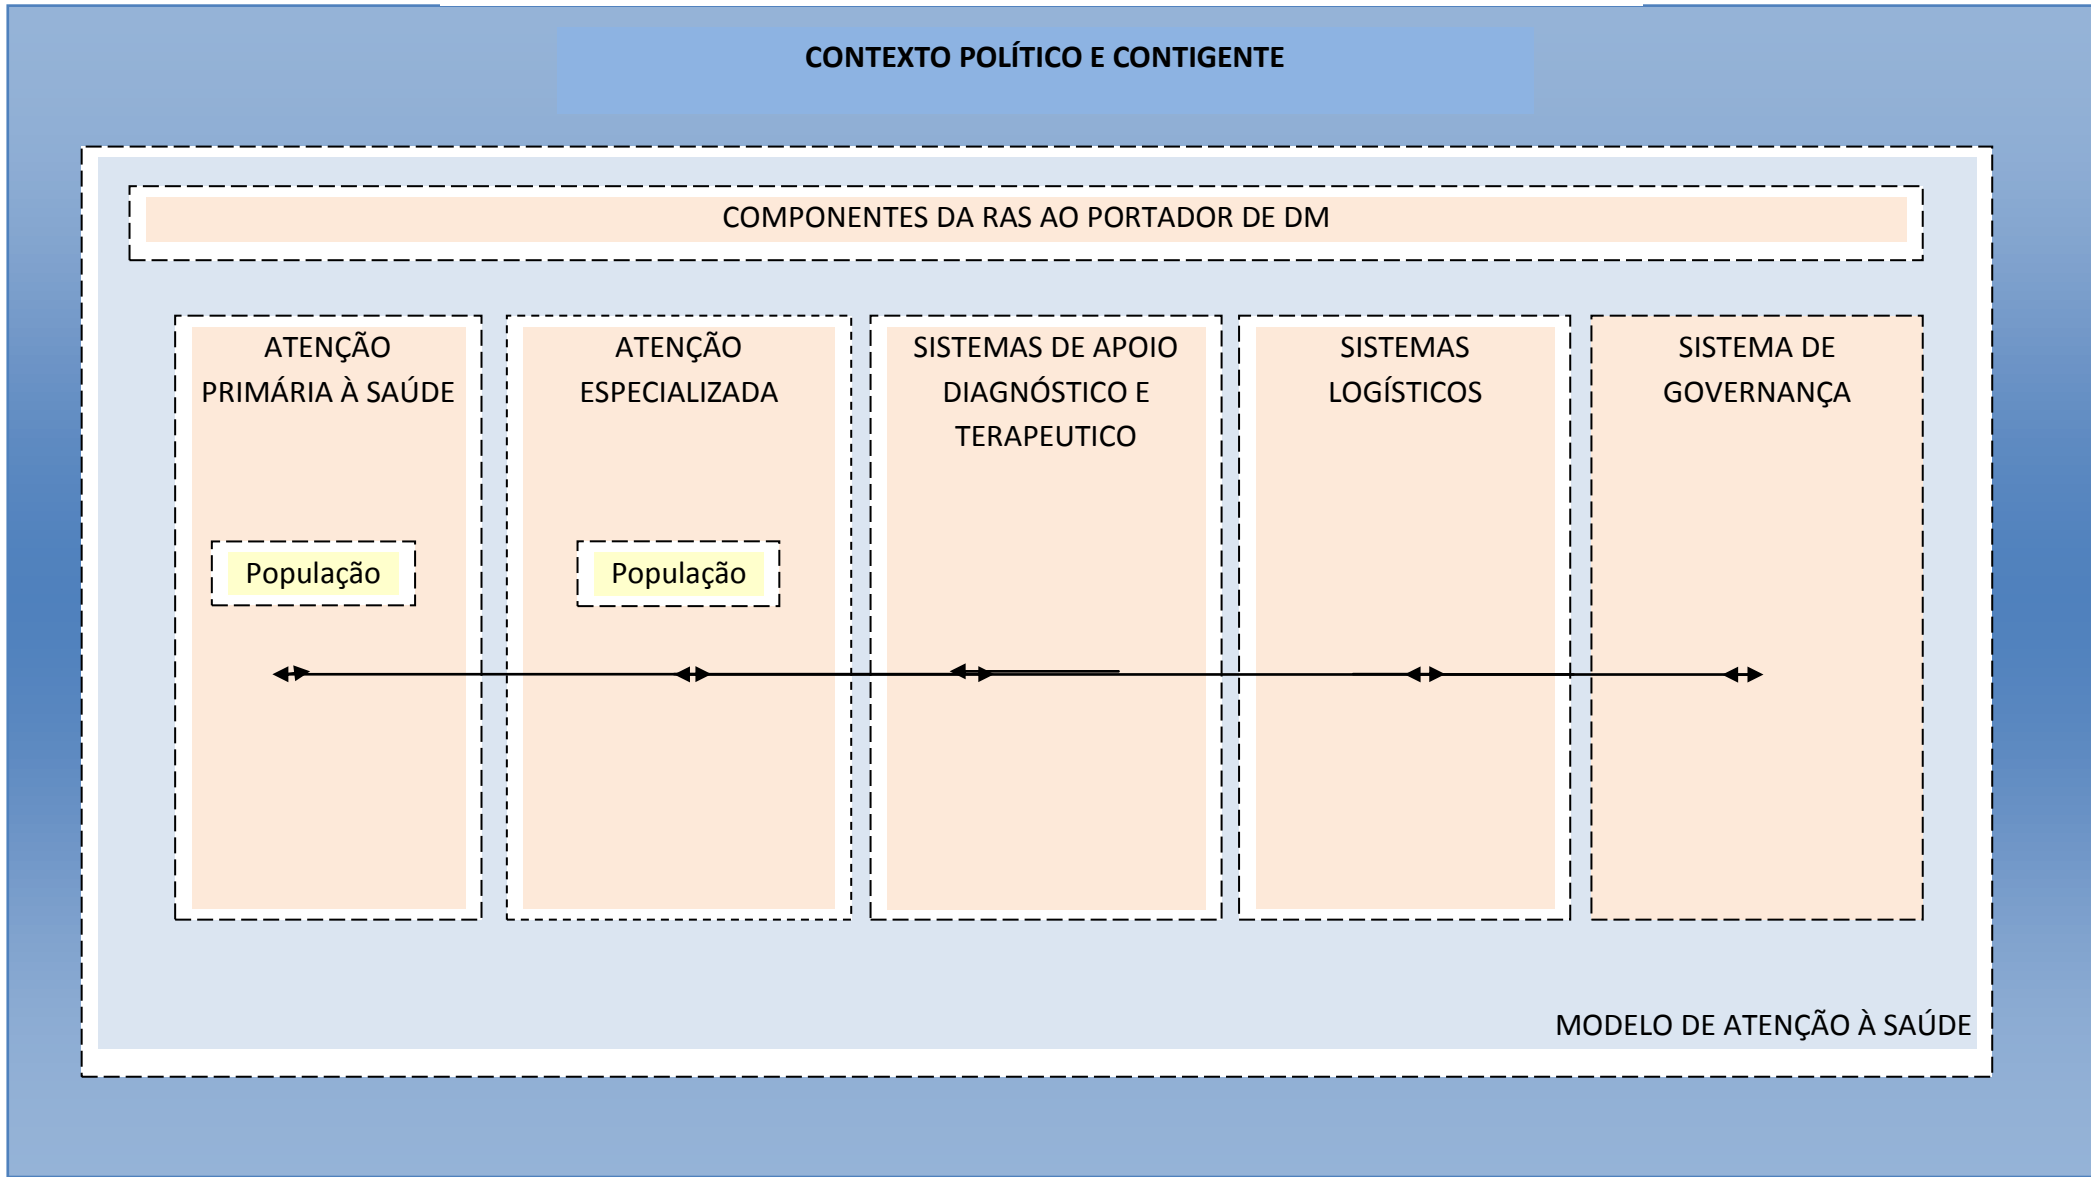 CONTEXTO POLÍTICO E CONTIGENTE
COMPONENTES DA RAS AO PORTADOR DE DM
ATENÇÃO
PRIMÁRIA À SAÚDE
ATENÇÃO
ESPECIALIZADA
SISTEMAS DE APOIO
DIAGNÓSTICO E
TERAPEUTICO
SISTEMAS
LOGÍSTICOS
SISTEMA DE
GOVERNANÇA
População
População
MODELO DE ATENÇÃO À SAÚDE